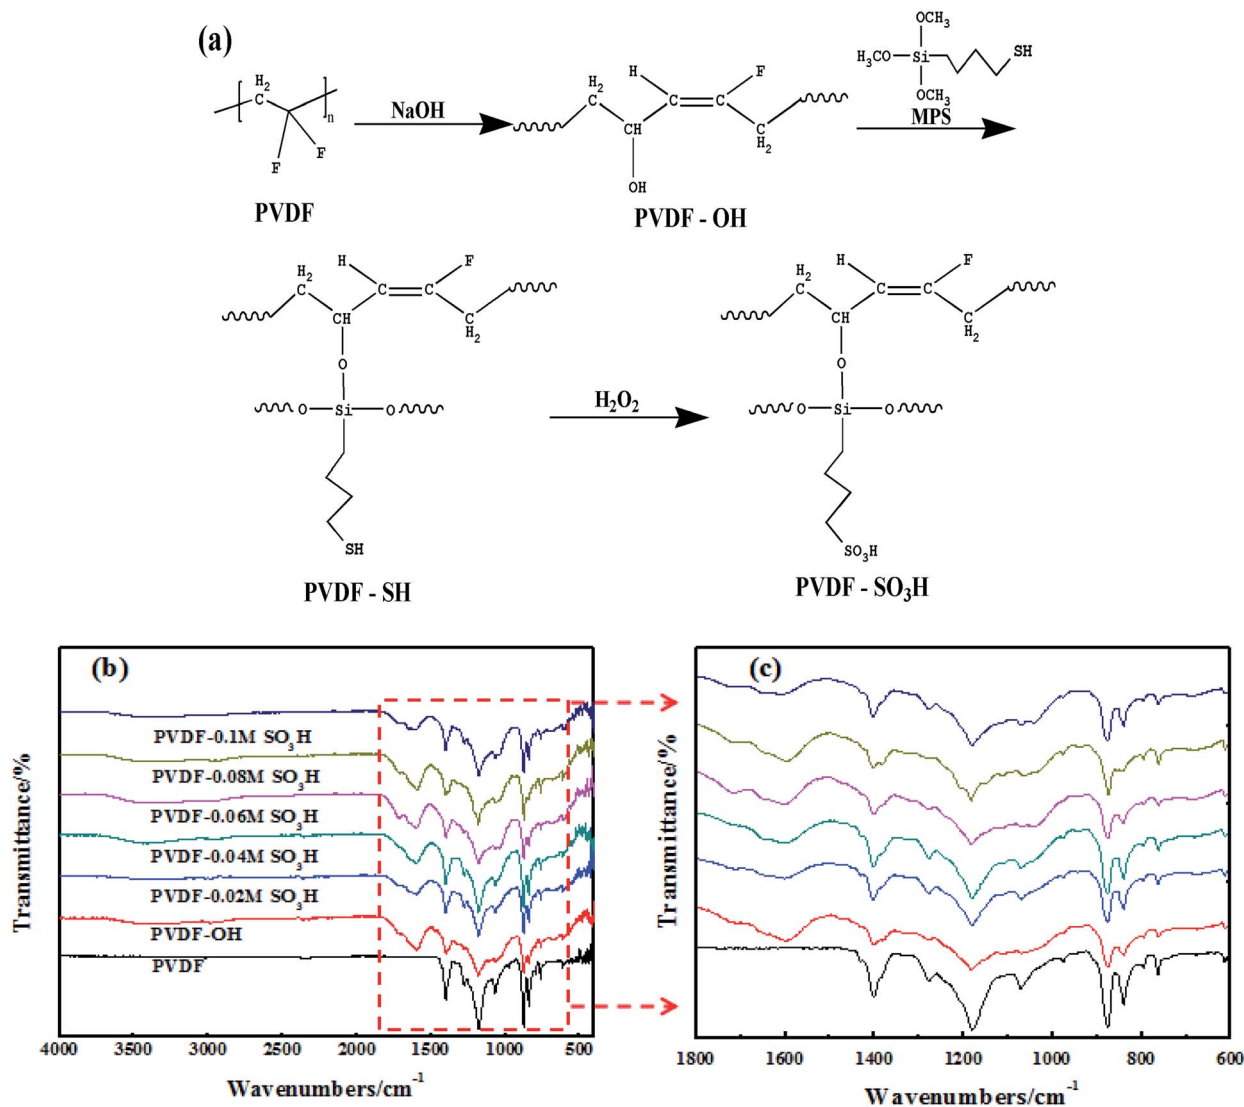 (a)
OCH3
H3CO Si SH
OCH3
MPS
H2
C
n
F F
PVDF
NaOH
H F
H2
C C C
CH C
H2
OH
PVDF - OH
H F
H2
C C C
CH C
H2
O
O Si O
SH
PVDF - SH
H2O2
H F
H2
C C C
CH C
H2
O
O Si O
SO3H
PVDF - SO3H
(b)
PVDF-0.1M SO3H
PVDF-0.08M SO3H
PVDF-0.06M SO3H
PVDF-0.04M SO3H
PVDF-0.02M SO3H
PVDF-OH
PVDF
Transmittance/%
4000 3500 3000 2500 2000 1500 1000 500
Wavenumbers/cm-1
(c)
Transmittance/%
1800 1600 1400 1200 1000 800 600
Wavenumbers/cm-1